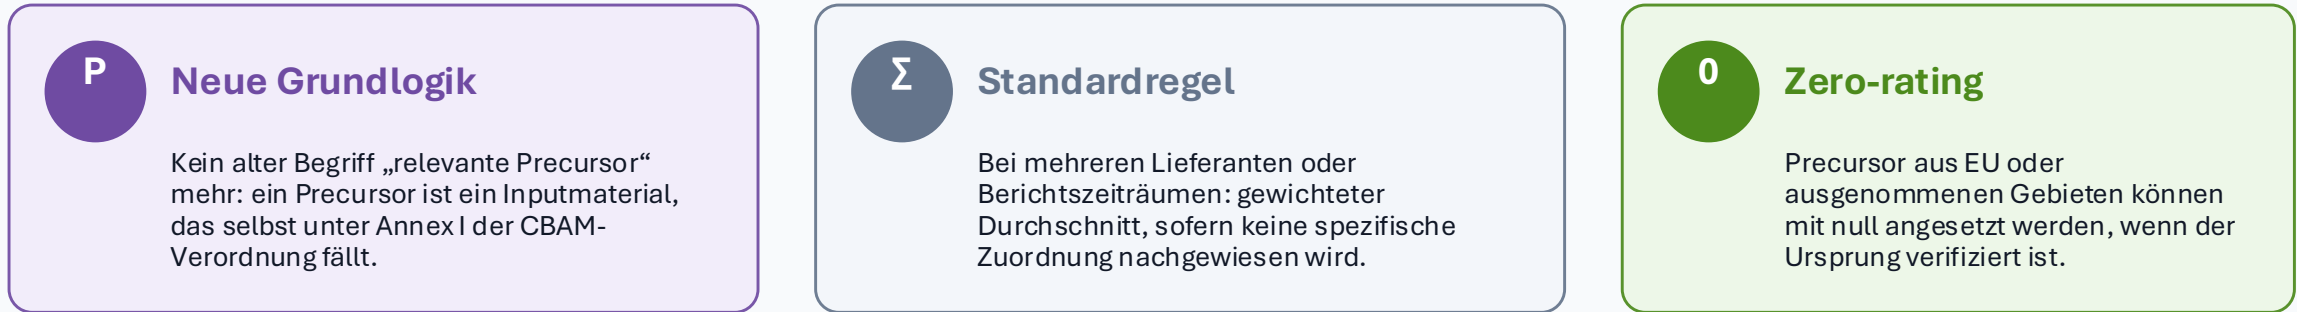 P
Neue Grundlogik
Kein alter Begriff „relevante Precursor“
mehr: ein Precursor ist ein Inputmaterial,
das selbst unter Annex I der CBAM-
Verordnung fällt.
Σ
Standardregel
Bei mehreren Lieferanten oder
Berichtszeiträumen: gewichteter
Durchschnitt, sofern keine spezifische
Zuordnung nachgewiesen wird.
0
Zero-rating
Precursor aus EU oder
ausgenommenen Gebieten können
mit null angesetzt werden, wenn der
Ursprung verifiziert ist.